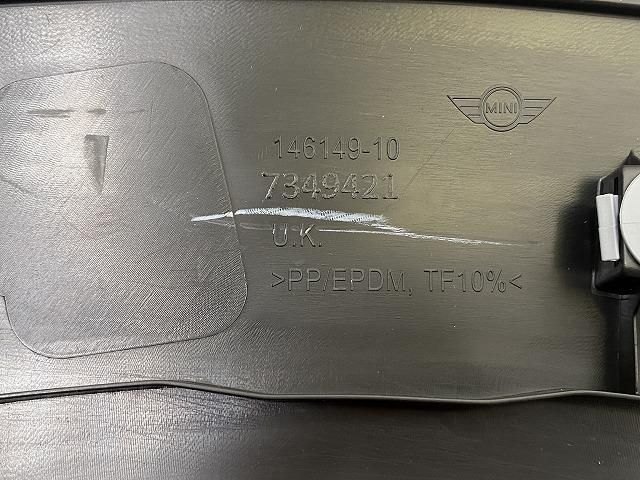 MINI
146149-10
7349421
U.K.
>PP/EPDM, TF10%<